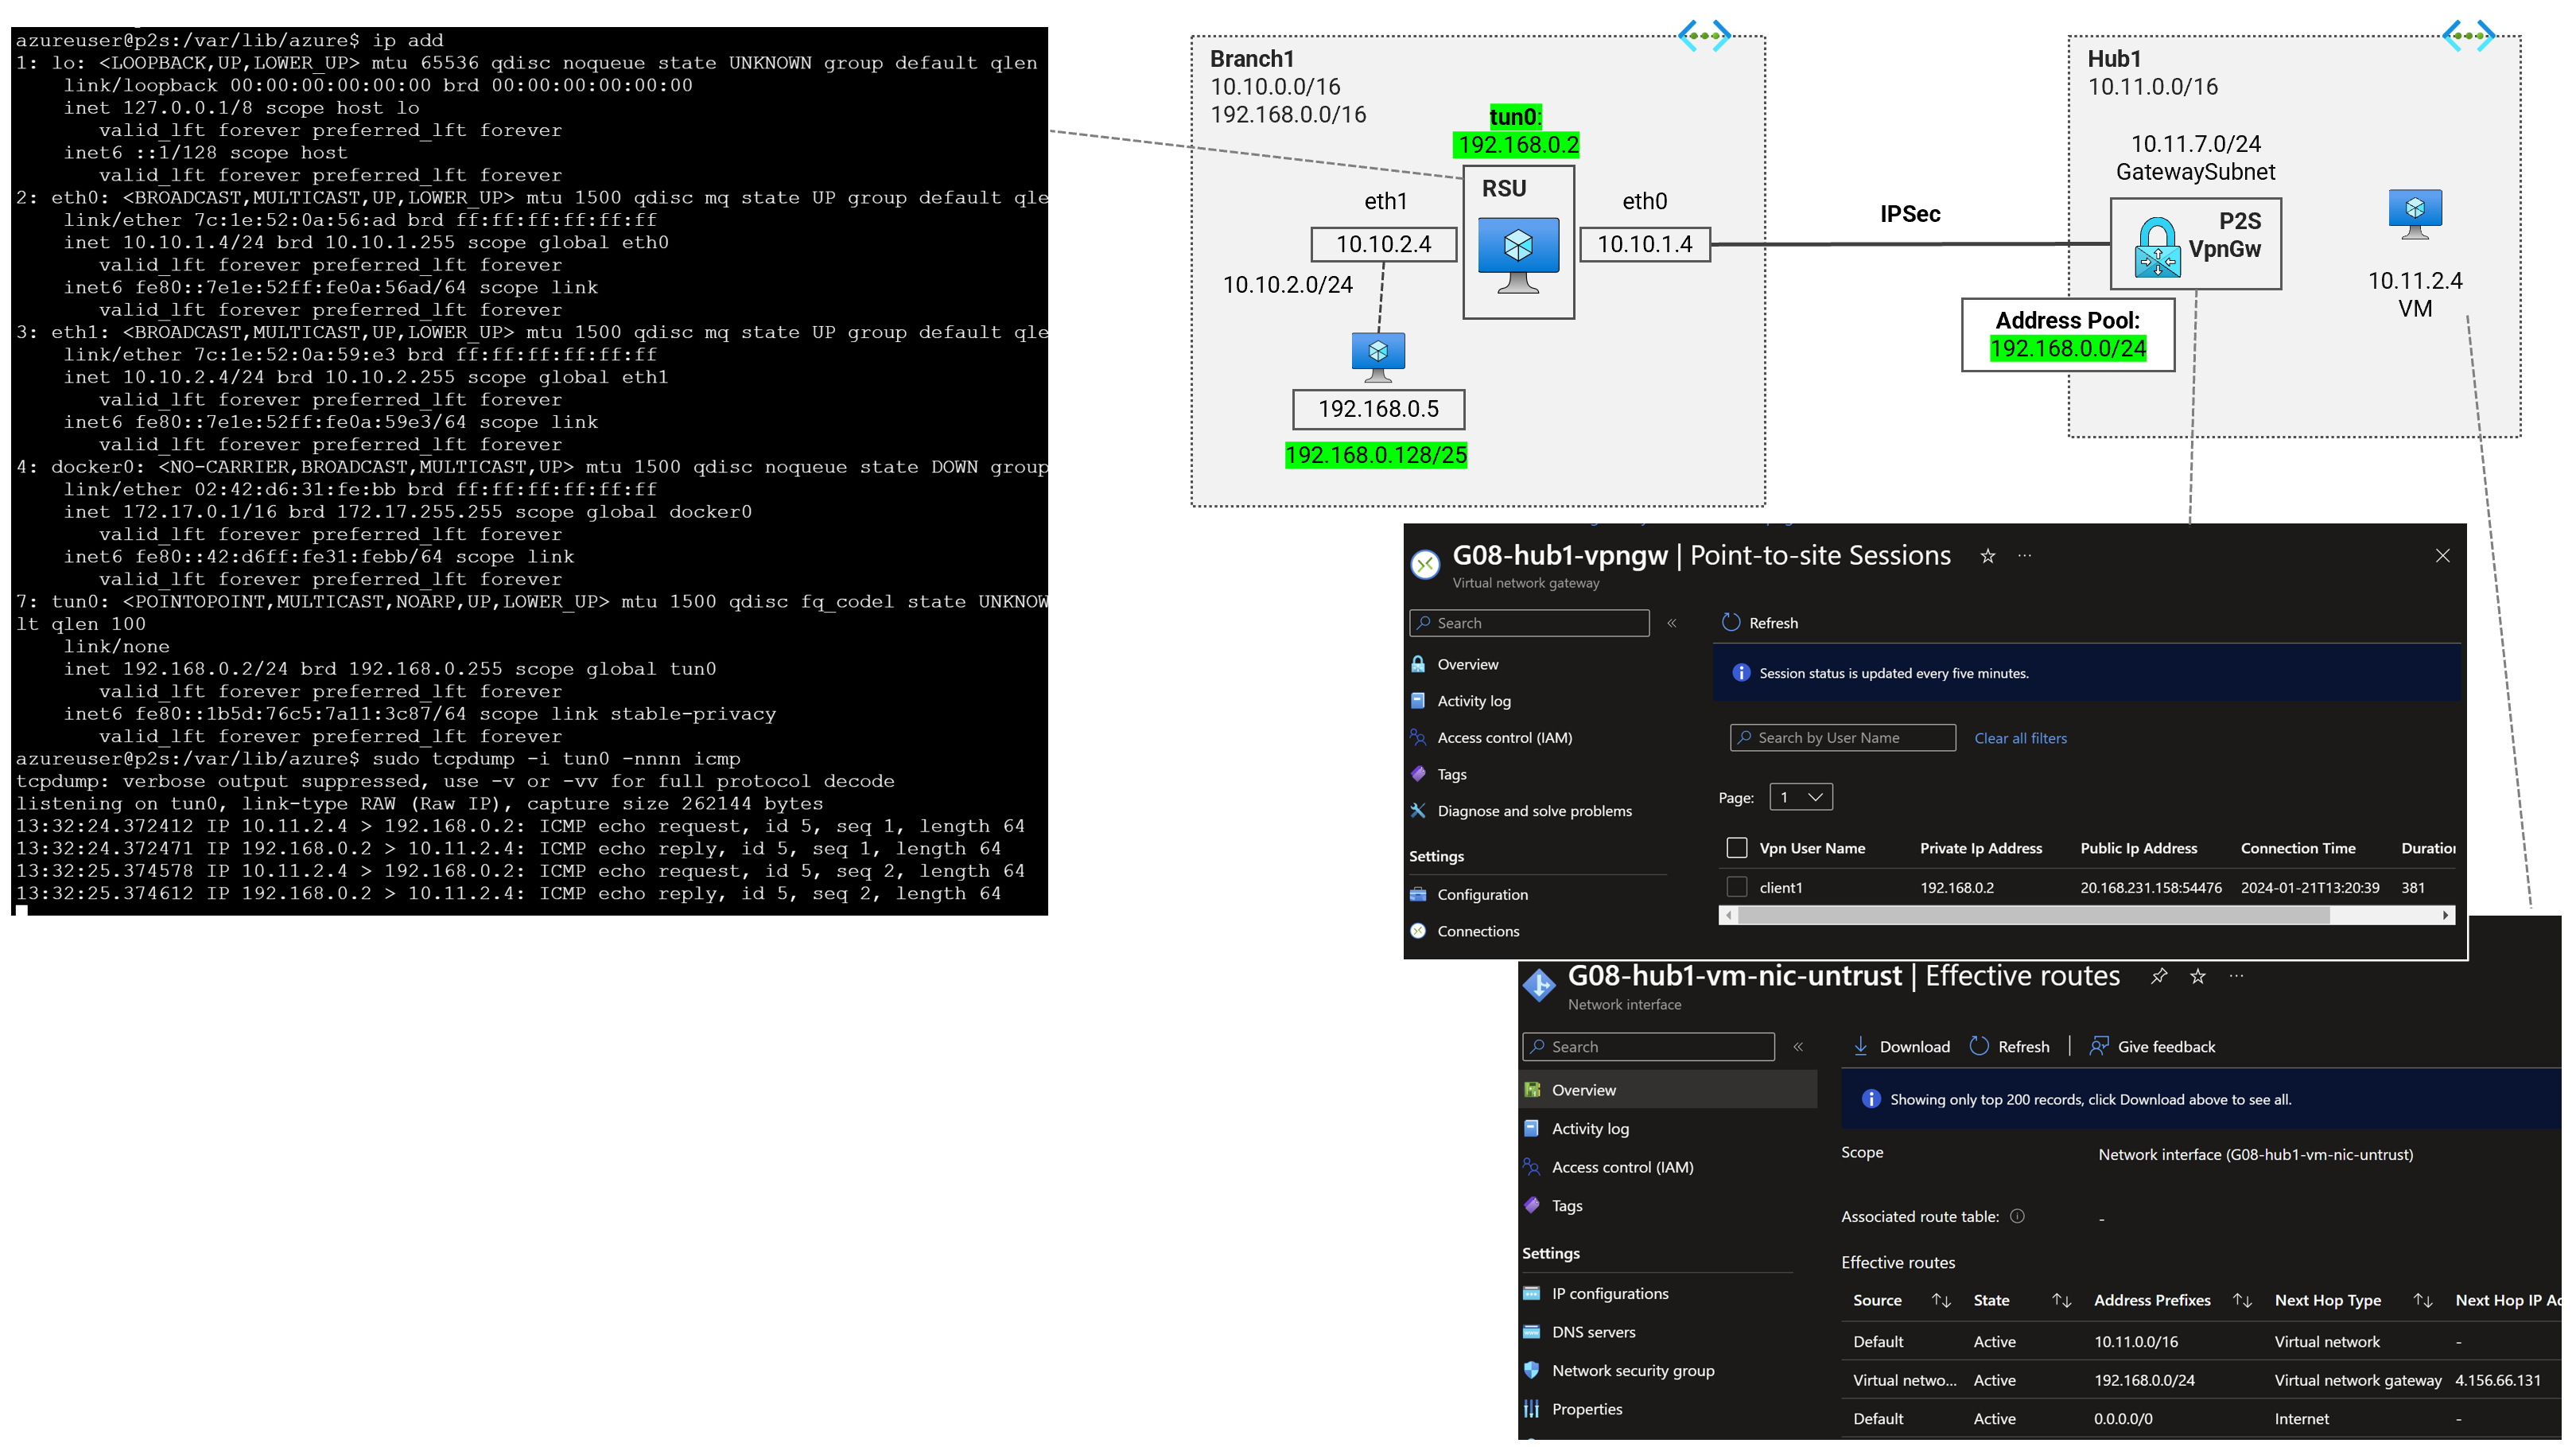 azureuser@p2s:/var/lib/azure$ ip add
1: lo: <LOOPBACK,UP,LOWER_UP> mtu 65536 qdisc noqueue state UNKNOWN group default qlen
link/loopback 00:00:00:00:00:00 brd 00:00:00:00:00:00
inet 127.0.0.1/8 scope host lo
valid_lft forever preferred_lft forever
inet6 ::1/128 scope host
valid_lft forever preferred_lft forever
2: eth0: <BROADCAST,MULTICAST,UP,LOWER_UP> mtu 1500 qdisc mq state UP group default qle
link/ether 7c:1e:52:0a:56:ad brd ff:ff:ff:ff:ff:ff
inet 10.10.1.4/24 brd 10.10.1.255 scope global eth0
valid_lft forever preferred_lft forever
inet6 fe80::7e1e:52ff:fe0a:56ad/64 scope link
valid_lft forever preferred_lft forever
3: eth1: <BROADCAST,MULTICAST,UP,LOWER_UP> mtu 1500 qdisc mq state UP group default qle
link/ether 7c:1e:52:0a:59:e3 brd ff:ff:ff:ff:ff:ff
inet 10.10.2.4/24 brd 10.10.2.255 scope global eth1
valid_lft forever preferred_lft forever
inet6 fe80::7e1e:52ff:fe0a:59e3/64 scope link
valid_lft forever preferred_lft forever
4: docker0: <NO-CARRIER,BROADCAST,MULTICAST,UP> mtu 1500 qdisc noqueue state DOWN group
link/ether 02:42:d6:31:fe:bb brd ff:ff:ff:ff:ff:ff
inet 172.17.0.1/16 brd 172.17.255.255 scope global docker0
valid_lft forever preferred_lft forever
inet6 fe80::42:d6ff:fe31:febb/64 scope link
valid_lft forever preferred_lft forever
7: tun0: <POINTOPOINT,MULTICAST,NOARP,UP,LOWER_UP> mtu 1500 qdisc fq_codel state UNKNOW
lt qlen 100
link/none
inet 192.168.0.2/24 brd 192.168.0.255 scope global tun0
valid_lft forever preferred_lft forever
inet6 fe80::1b5d:76c5:7a11:3c87/64 scope link stable-privacy
valid_lft forever preferred_lft forever
azureuser@p2s:/var/lib/azure$ sudo tcpdump -i tun0 -nnnn icmp
tcpdump: verbose output suppressed, use -v or -vv for full protocol decode
listening on tun0, link-type RAW (Raw IP), capture size 262144 bytes
13:32:24.372412 IP 10.11.2.4 > 192.168.0.2: ICMP echo request, id 5, seq 1, length 64
13:32:24.372471 IP 192.168.0.2 > 10.11.2.4: ICMP echo reply, id 5, seq 1, length 64
13:32:25.374578 IP 10.11.2.4 > 192.168.0.2: ICMP echo request, id 5, seq 2, length 64
13:32:25.374612 IP 192.168.0.2 > 10.11.2.4: ICMP echo reply, id 5, seq 2, length 64
Branch1
10.10.0.0/16
192.168.0.0/16
tun0:
192.168.0.2
RSU
eth1
10.10.2.4
10.10.2.0/24
eth0
10.10.1.4
192.168.0.5
192.168.0.128/25
IPSec
Hub1
10.11.0.0/16
10.11.7.0/24
GatewaySubnet
P2S
VpnGw
Address Pool:
192.168.0.0/24
10.11.2.4
VM
G08-hub1-vpngw | Point-to-site Sessions
Virtual network gateway
Search
Overview
Activity log
Access control (IAM)
Tags
Diagnose and solve problems
Settings
Configuration
Connections
Refresh
Session status is updated every five minutes.
Search by User Name
Clear all filters
Page: 1
Vpn User Name Private Ip Address Public Ip Address Connection Time Duration
client1 192.168.0.2 20.168.231.158:54476 2024-01-21T13:20:39 381
G08-hub1-vm-nic-untrust | Effective routes
Network interface
Search
Overview
Activity log
Access control (IAM)
Tags
Settings
IP configurations
DNS servers
Network security group
Properties
Download Refresh Give feedback
Showing only top 200 records, click Download above to see all.
Scope Network interface (G08-hub1-vm-nic-untrust)
Associated route table: -
Effective routes
Source State Address Prefixes Next Hop Type Next Hop IP Ad
Default Active 10.11.0.0/16 Virtual network -
Virtual netwo... Active 192.168.0.0/24 Virtual network gateway 4.156.66.131
Default Active 0.0.0.0/0 Internet -